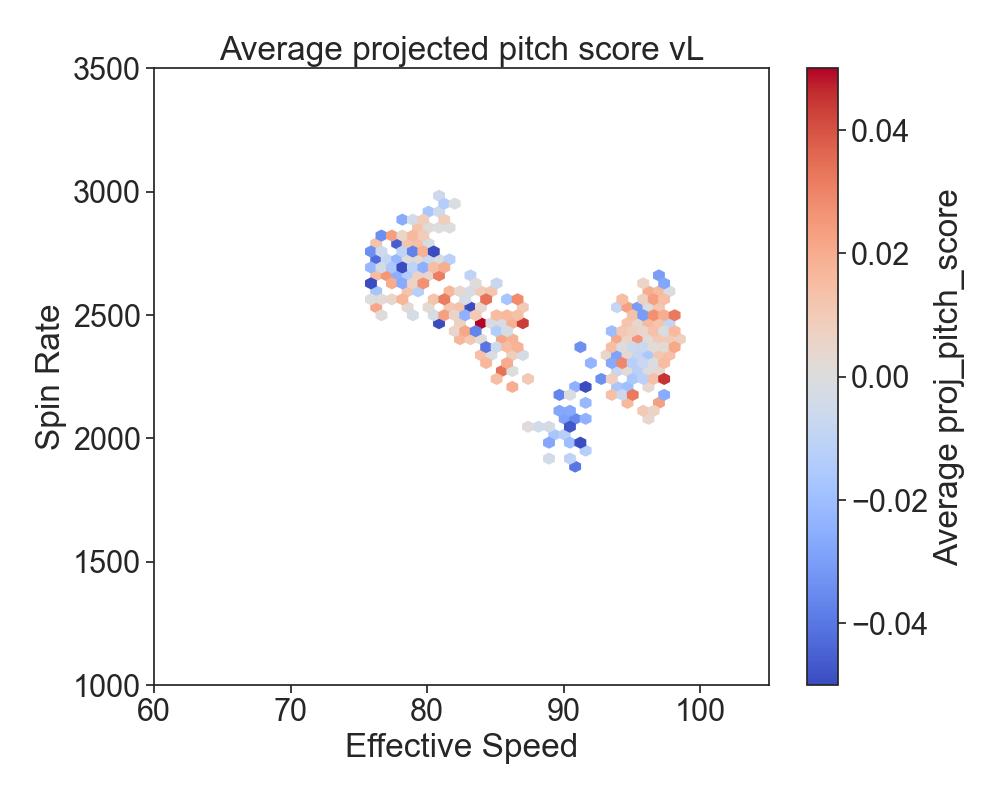 Average projected pitch score vL
3500
3000
2500
2000
1500
1000
Spin Rate
60 70 80 90 100
Effective Speed
0.04
0.02
0.00
−0.02
−0.04
Average proj_pitch_score